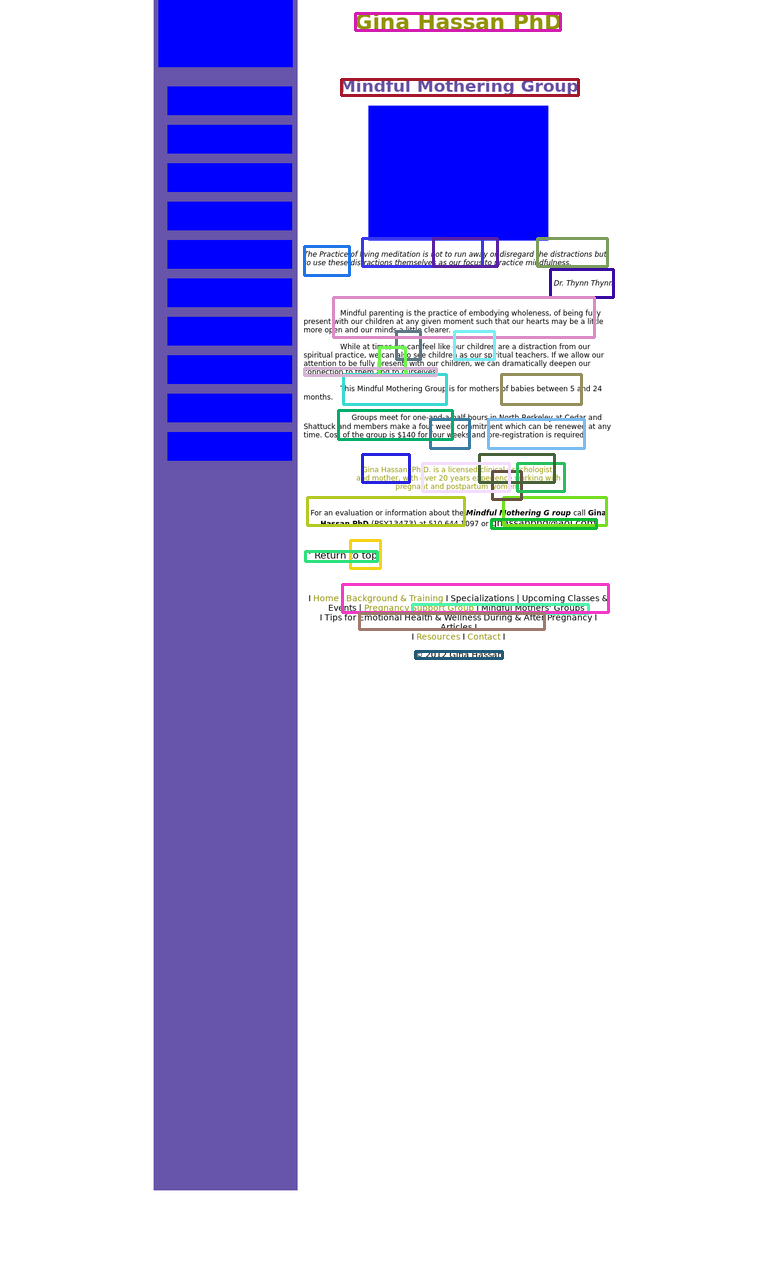 Gina Hassan PhD
Mindful Mothering Group
The Practice of living meditation is not to run away or disregard the distractions but
to use these distractions themselves as our focus to practice mindfulness.
Dr. Thynn Thynn
Mindful parenting is the practice of embodying wholeness, of being fully
present with our children at any given moment such that our hearts may be a little
more open and our minds a little clearer.
While at times we can feel like our children are a distraction from our
spiritual practice, we can also see children as our spiritual teachers. If we allow our
attention to be fully present with our children, we can dramatically deepen our
connection to them and to ourselves.
This Mindful Mothering Group is for mothers of babies between 5 and 24
months.
Groups meet for one-and-a-half hours in North Berkeley at Cedar and
Shattuck and members make a four week commitment which can be renewed at any
time. Cost of the group is $140 for four weeks and pre-registration is required.
Gina Hassan, Ph.D. is a licensed clinical psychologist
and mother, with over 20 years experience working with
pregnant and postpartum women.
For an evaluation or information about the Mindful Mothering G roup call Gina
Hassan PhD (PSY13473) at 510 644-1097 or ginahassanphd@aol.com
Return to top
I Home | Background & Training I Specializations | Upcoming Classes &
Events | Pregnancy Support Group I Mindful Mothers' Groups
I Tips for Emotional Health & Wellness During & After Pregnancy I
Articles I
I Resources I Contact I
© 2012 Gina Hassan